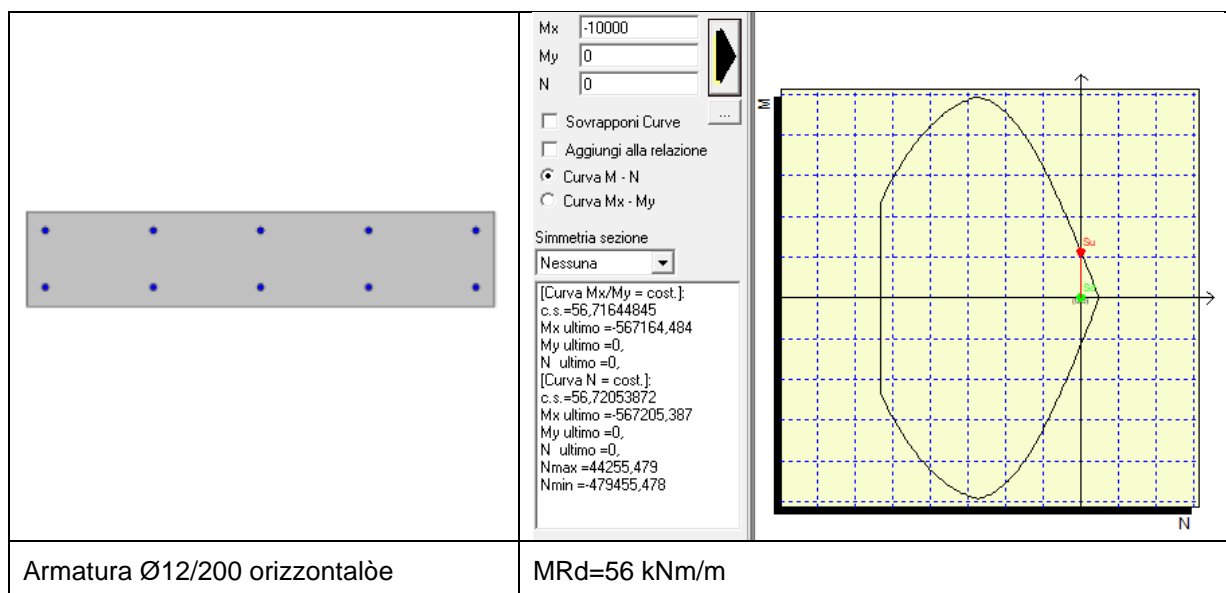 Mx -10000
My 0
N 0
...
Sovrapponi Curve
Aggiungi alla relazione
Curva M - N
Curva Mx - My
Simmetria sezione
Nessuna
[Curva Mx/My = cost.]:
c.s.=56,71644845
Mx ultimo =-567164,484
My ultimo =0,
N ultimo =0,
[Curva N = cost.]:
c.s.=56,72053872
Mx ultimo =-567205,387
My ultimo =0,
N ultimo =0,
Nmax =44255,479
Nmin =-479455,478
M
Su
N
Armatura Ø12/200 orizzontalòe
MRd=56 kNm/m